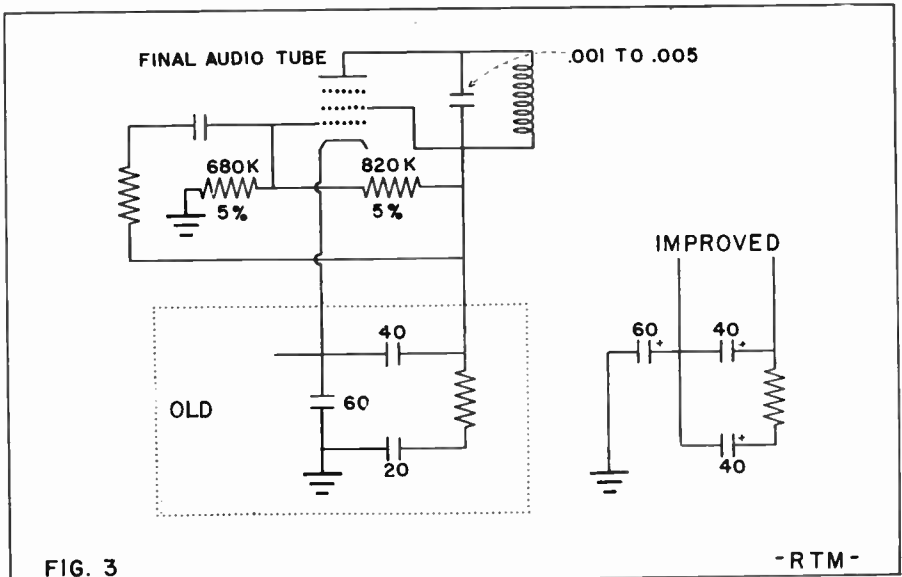 FINAL AUDIO TUBE
.001 TO .005
680K
5%
820K
5%
IMPROVED
40
60
OLD
20
60
40
+
+
+
40
FIG. 3
-RTM-